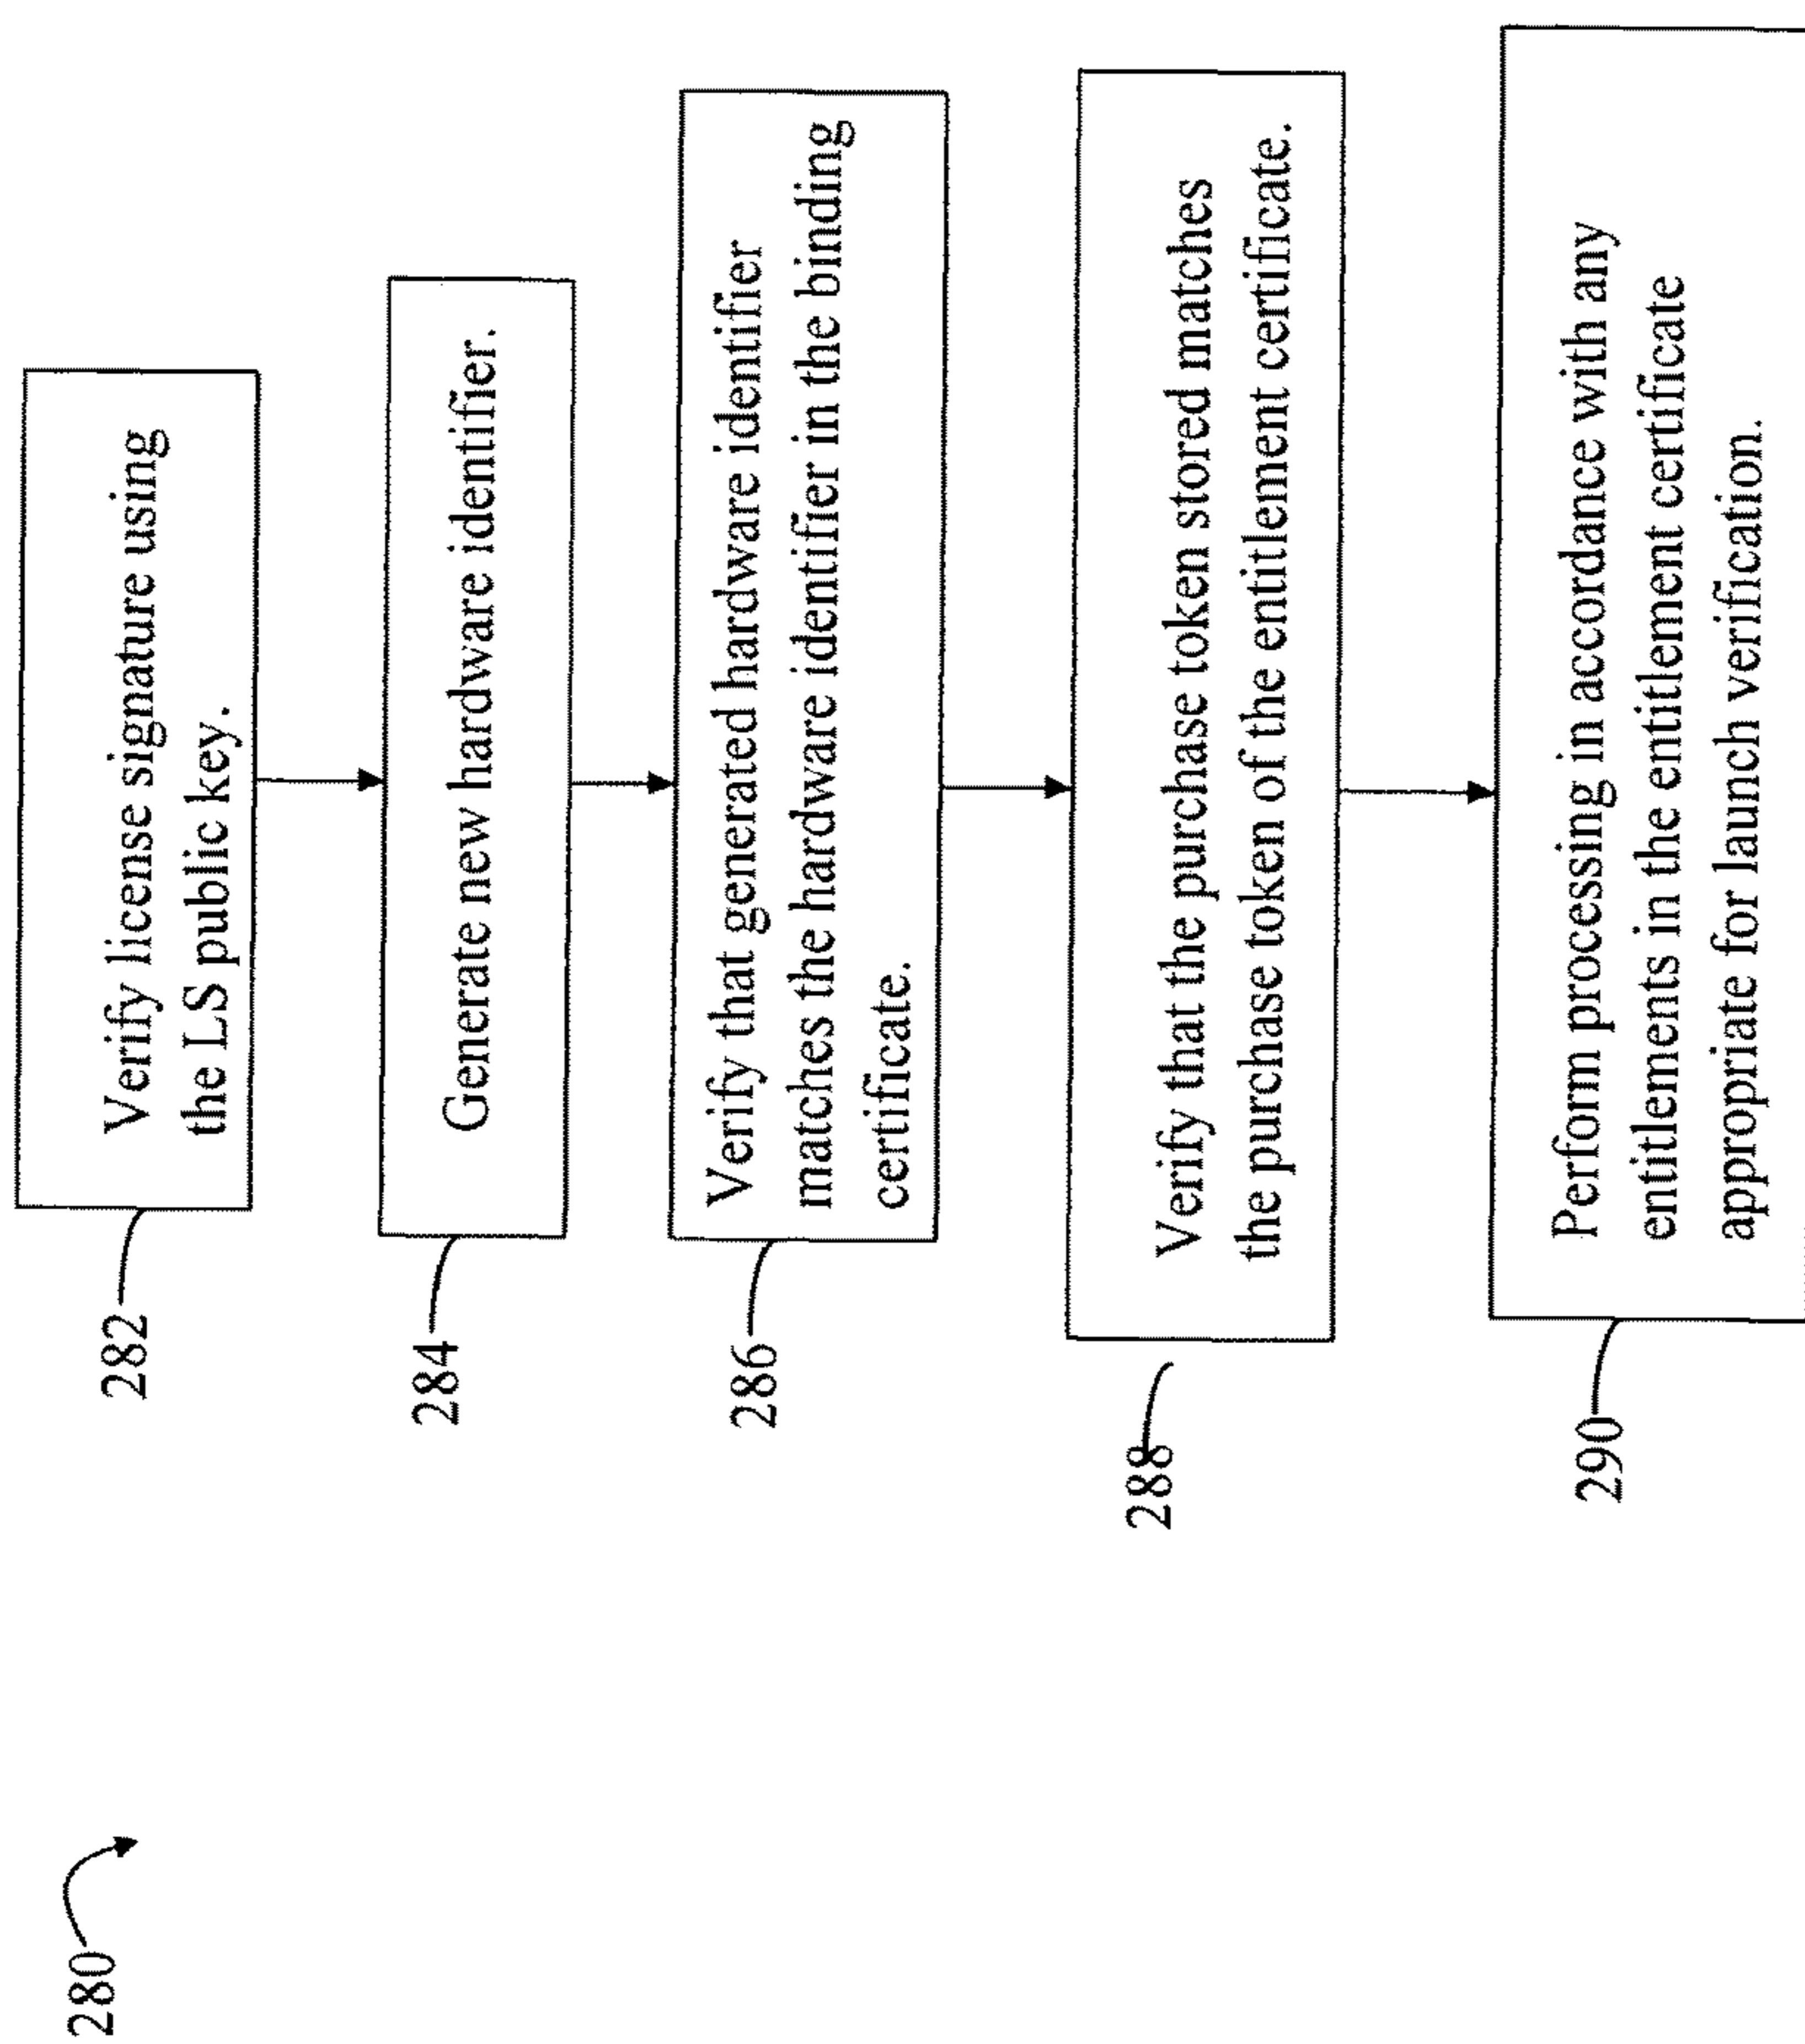 280
282
Verify license signature using
the LS public key.
284
Generate new hardware identifier.
286
Verify that generated hardware identifier
matches the hardware identifier in the binding
certificate.
288
Verify that the purchase token stored matches
the purchase token of the entitlement certificate.
290
Perform processing in accordance with any
entitlements in the entitlement certificate
appropriate for launch verification.